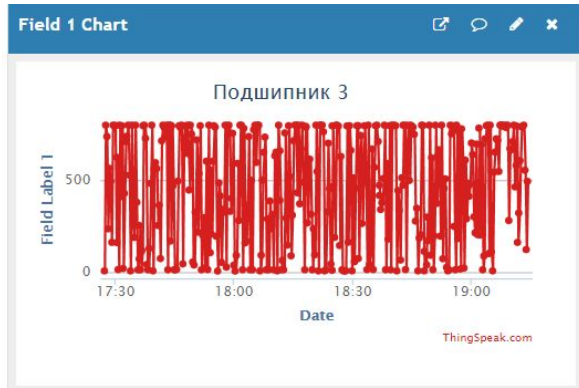 Field 1 Chart
Подшипник 3
Field Label 1
500
0
17:30
18:00
18:30
19:00
Date
ThingSpeak.com